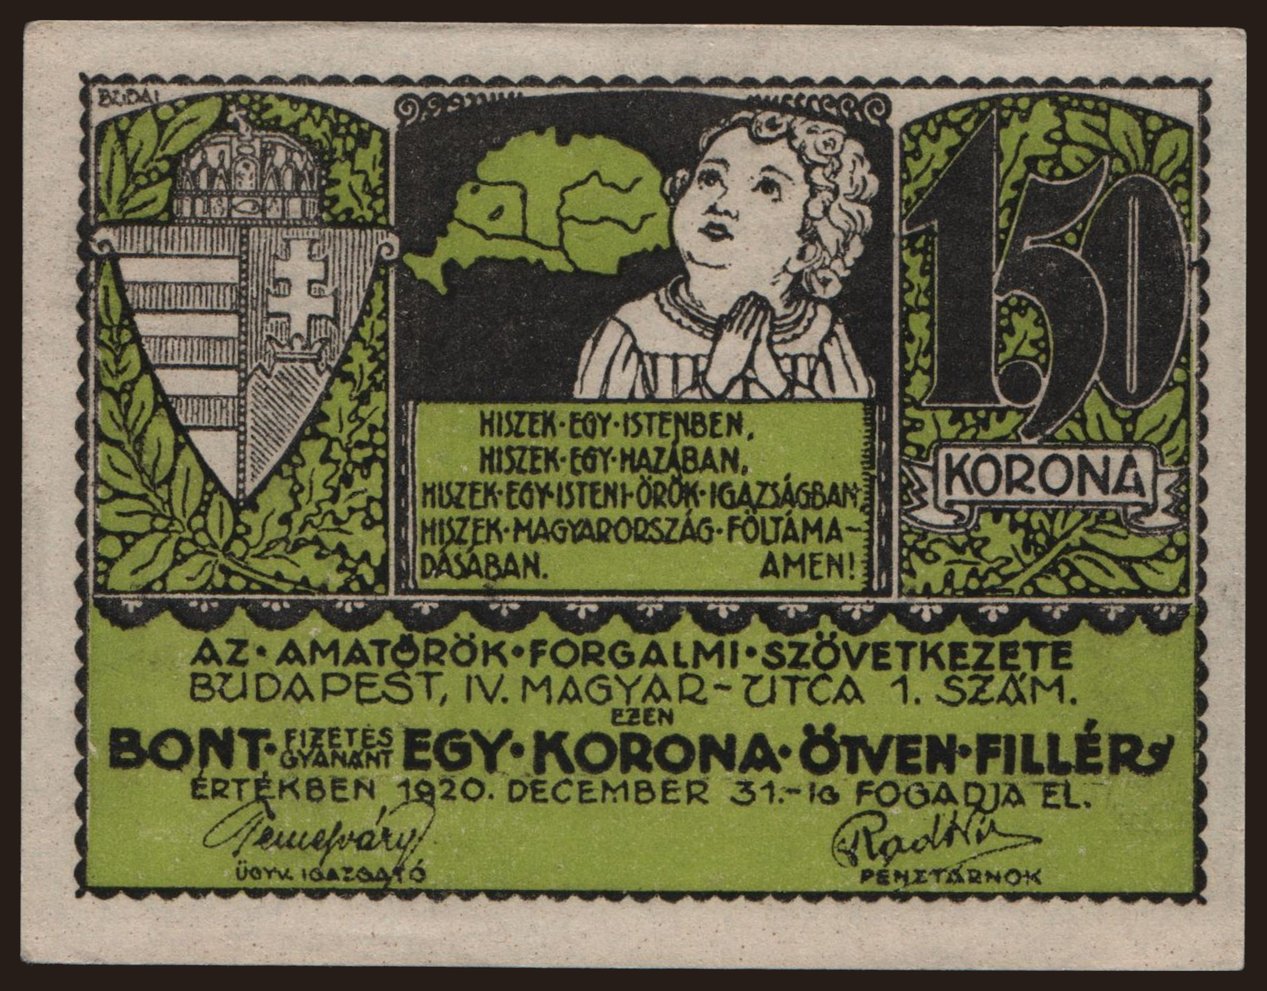 BUDAI
1,50
KORONA
HISZEK·EGY·ISTENBEN,
HISZEK·EGY·HAZÁBAN,
HISZEK·EGY·ISTENI·ÖRÖK·IGAZSÁGBAN,
HISZEK·MAGYARORSZÁG·FÖLTÁMA-
DÁSÁBAN. AMEN!
AZ·AMATŐRÖK·FORGALMI·SZÖVETKEZETE
BUDAPEST, IV. MAGYAR-UTCA 1. SZÁM.
EZEN
BONT·FIZETÉS GYANÁNT EGY·KORONA·ÖTVEN·FILLÉR
ÉRTÉKBEN 1920. DECEMBER 31.-IG FOGADJA EL.
Temesváry
ÜGYV. IGAZGATÓ PÉNZTÁRNOK